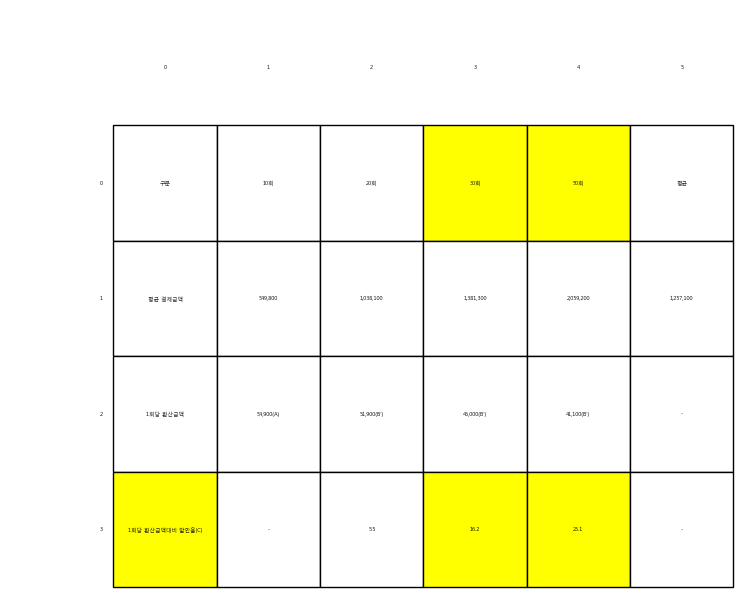 0 1 2 3 4 5
0 구분 10회 20회 30회 50회 평균
1 평균 결제금액 549,800 1,038,100 1,381,300 2,059,200 1,257,100
2 1회당 환산금액 54,900(A) 51,900(B') 46,000(B') 41,100(B') -
3 1회당 환산금액대비 할인율(C) - 5.5 16.2 25.1 -